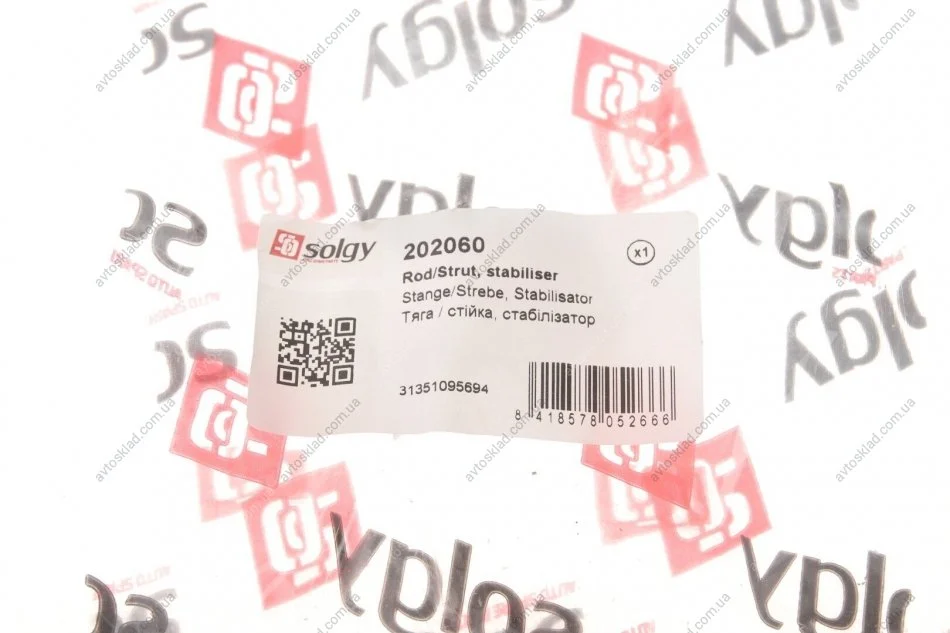 solgy
202060
x1
Rod/Strut, stabiliser
Stange/Strebe, Stabilisator
Тяга / стійка, стабілізатор
31351095694
8 418578 052666
avtosklad.com.ua